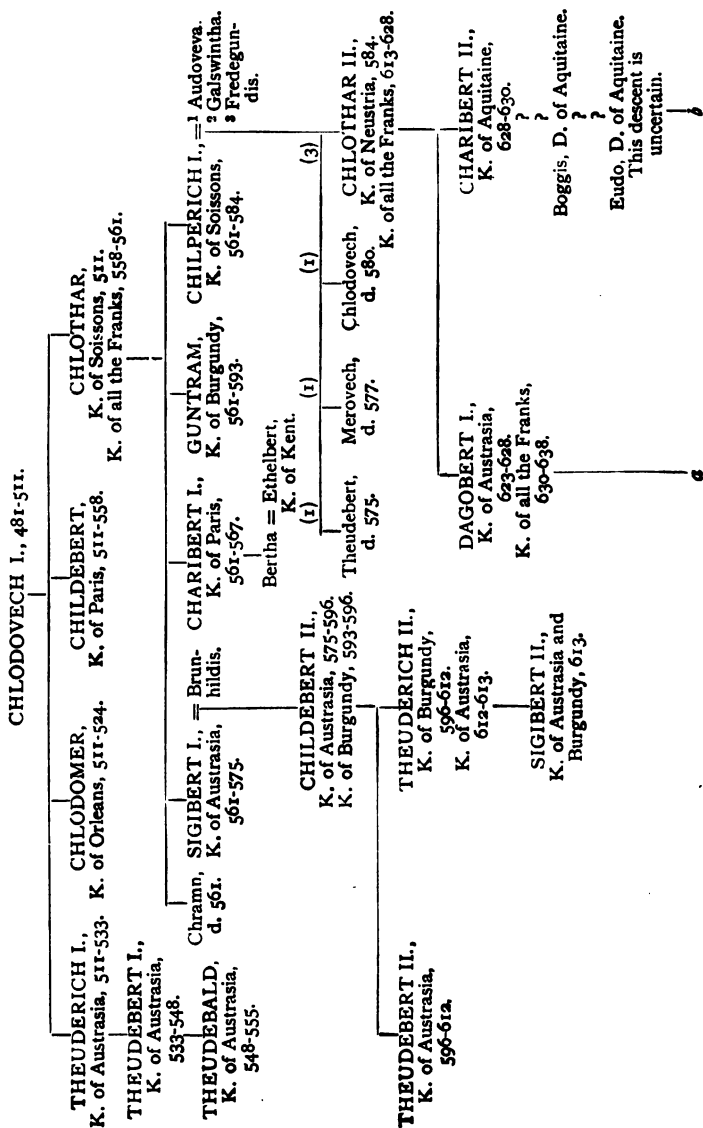 CHLODOVECH I., 481-511.
THEUDERICH I.,
K. of Austrasia, 511-533.
CHLODOMER,
K. of Orleans, 511-524.
CHILDEBERT,
K. of Paris, 511-558.
CHLOTHAR,
K. of Soissons, 511.
K. of all the Franks, 558-561.
THEUDEBERT I.,
K. of Austrasia,
533-548.
THEUDEBALD,
K. of Austrasia,
548-555.
Chramn,
d. 561.
SIGIBERT I.,
K. of Austrasia,
561-575.
= Brun-
hildis.
CHARIBERT I.,
K. of Paris,
561-567.
GUNTRAM,
K. of Burgundy,
561-593.
CHILPERICH I.,
K. of Soissons,
561-584.
= ¹ Audoveva.
² Galswintha.
³ Fredegun-
dis.
Bertha = Ethelbert,
K. of Kent.
(1)
(1)
(1)
(3)
Theudebert,
d. 575.
Merovech,
d. 577.
Chlodovech,
d. 580.
CHLOTHAR II.,
K. of Neustria, 584.
K. of all the Franks, 613-628.
CHILDEBERT II.,
K. of Austrasia, 575-596.
K. of Burgundy, 593-596.
THEUDEBERT II.,
K. of Austrasia,
596-612.
THEUDERICH II.,
K. of Burgundy,
596-612.
K. of Austrasia,
612-613.
SIGIBERT II.,
K. of Austrasia and
Burgundy, 613.
DAGOBERT I.,
K. of Austrasia,
623-628.
K. of all the Franks,
630-638.
a
CHARIBERT II.,
K. of Aquitaine,
628-630.
?
?
Boggis, D. of Aquitaine.
?
?
Eudo, D. of Aquitaine.
This descent is
uncertain.
b